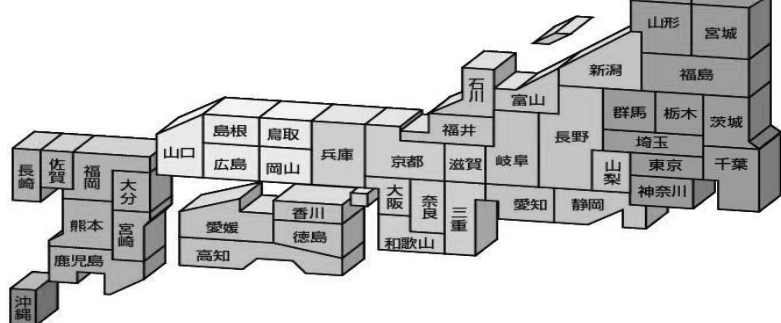 山形
宮城
新潟
福島
石川
富山
群馬
栃木
茨城
福井
長野
岐阜
埼玉
島根
鳥取
兵庫
山口
広島
岡山
京都
滋賀
山梨
東京
千葉
神奈川
長崎
佐賀
福岡
大分
大阪
奈良
三重
愛知
静岡
香川
愛媛
徳島
高知
和歌山
熊本
宮崎
鹿児島
沖縄